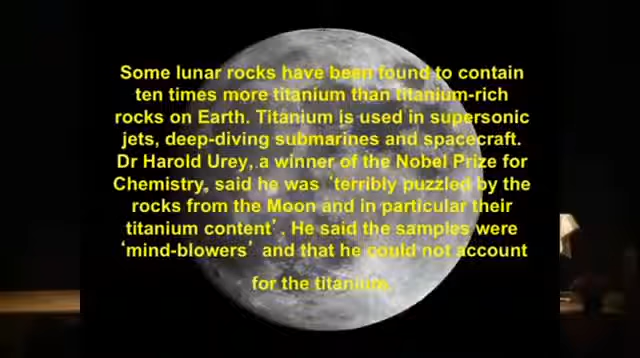 Some lunar rocks have been found to contain
ten times more titanium than titanium-rich
rocks on Earth. Titanium is used in supersonic
jets, deep-diving submarines and spacecraft.
Dr Harold Urey, a winner of the Nobel Prize for
Chemistry, said he was ‘terribly puzzled by the
rocks from the Moon and in particular their
titanium content’. He said the samples were
‘mind-blowers’ and that he could not account
for the titanium.